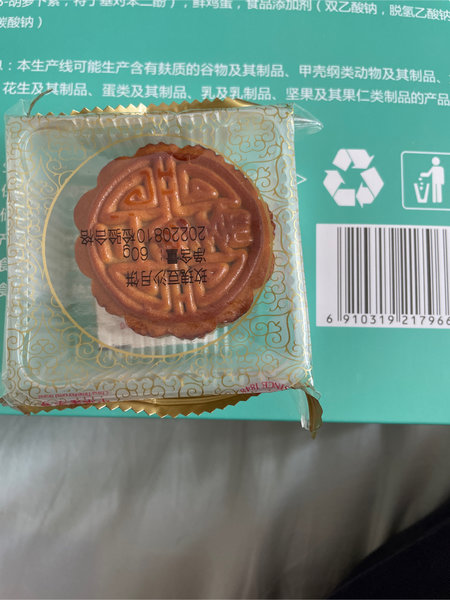 β-胡萝卜素，特丁基对苯二酚），鲜鸡蛋，食品添加剂（双乙酸钠，脱氢乙酸钠
碳酸钠）
：本生产线可能生产含有麸质的谷物及其制品、甲壳纲类动物及其制品、
花生及其制品、蛋类及其制品、乳及乳制品、坚果及其果仁类制品的产品
玫瑰豆沙月饼
净含量：60g
20220810检验合格
6 910319 217966
SINCE 184